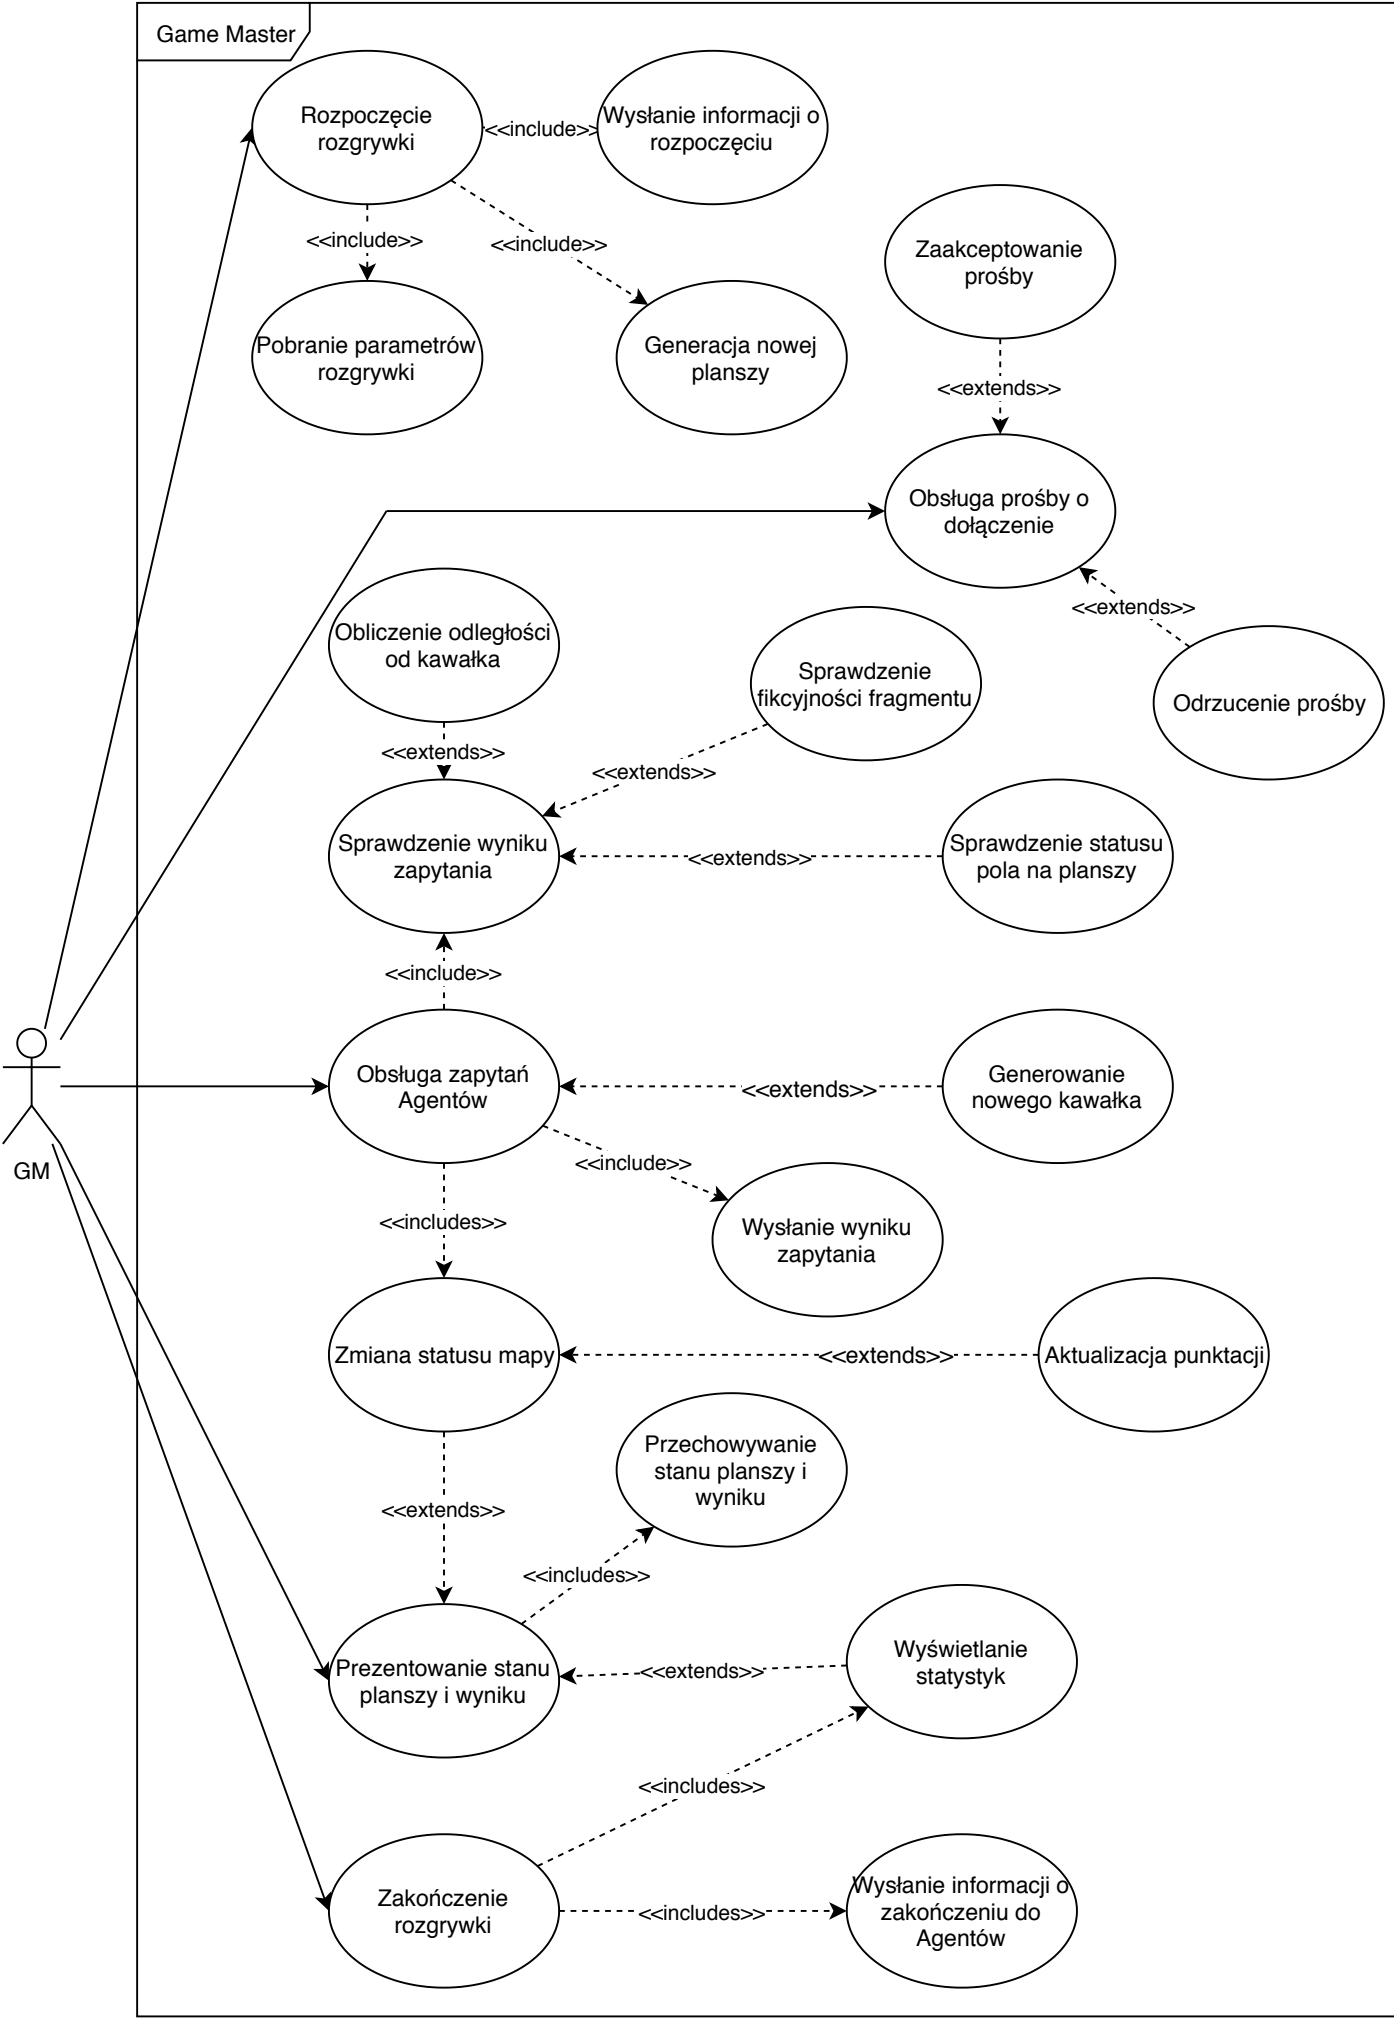 Game Master
Rozpoczęcie
rozgrywki
<<include>>
Wysłanie informacji o
rozpoczęciu
<<include>>
<<include>>
Zaakceptowanie
prośby
Pobranie parametrów
rozgrywki
Generacja nowej
planszy
<<extends>>
Obsługa prośby o
dołączenie
<<extends>>
Obliczenie odległości
od kawałka
Sprawdzenie
fikcyjności fragmentu
Odrzucenie prośby
<<extends>>
<<extends>>
Sprawdzenie wyniku
zapytania
<<extends>>
Sprawdzenie statusu
pola na planszy
<<include>>
Obsługa zapytań
Agentów
<<extends>>
Generowanie
nowego kawałka
GM
<<include>>
<<includes>>
Wysłanie wyniku
zapytania
Zmiana statusu mapy
<<extends>>
Aktualizacja punktacji
Przechowywanie
stanu planszy i
wyniku
<<extends>>
<<includes>>
Prezentowanie stanu
planszy i wyniku
<<extends>>
Wyświetlanie
statystyk
<<includes>>
Zakończenie
rozgrywki
<<includes>>
Wysłanie informacji o
zakończeniu do
Agentów